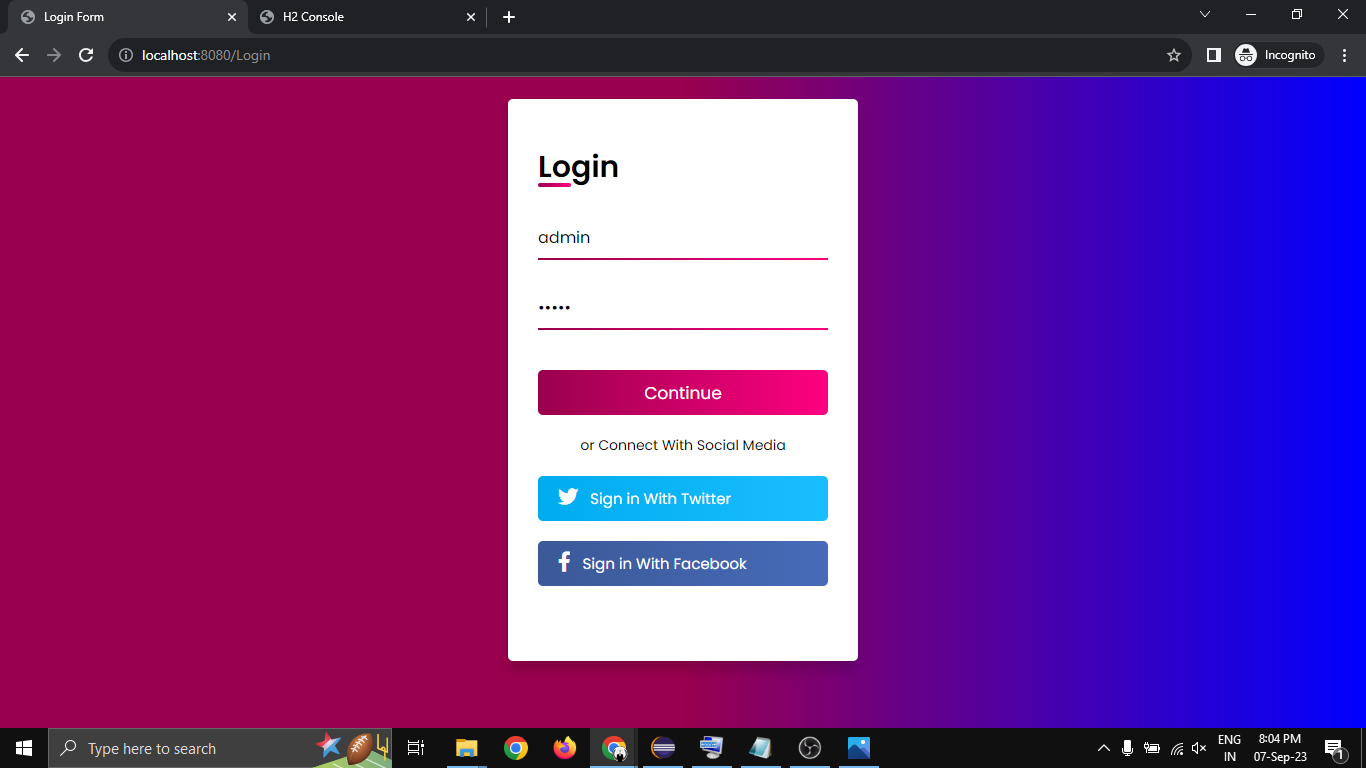 Login Form
H2 Console
localhost:8080/Login
Incognito
Login
admin
•••••
Continue
or Connect With Social Media
Sign in With Twitter
Sign in With Facebook
Type here to search
ENG
IN
8:04 PM
07-Sep-23
1